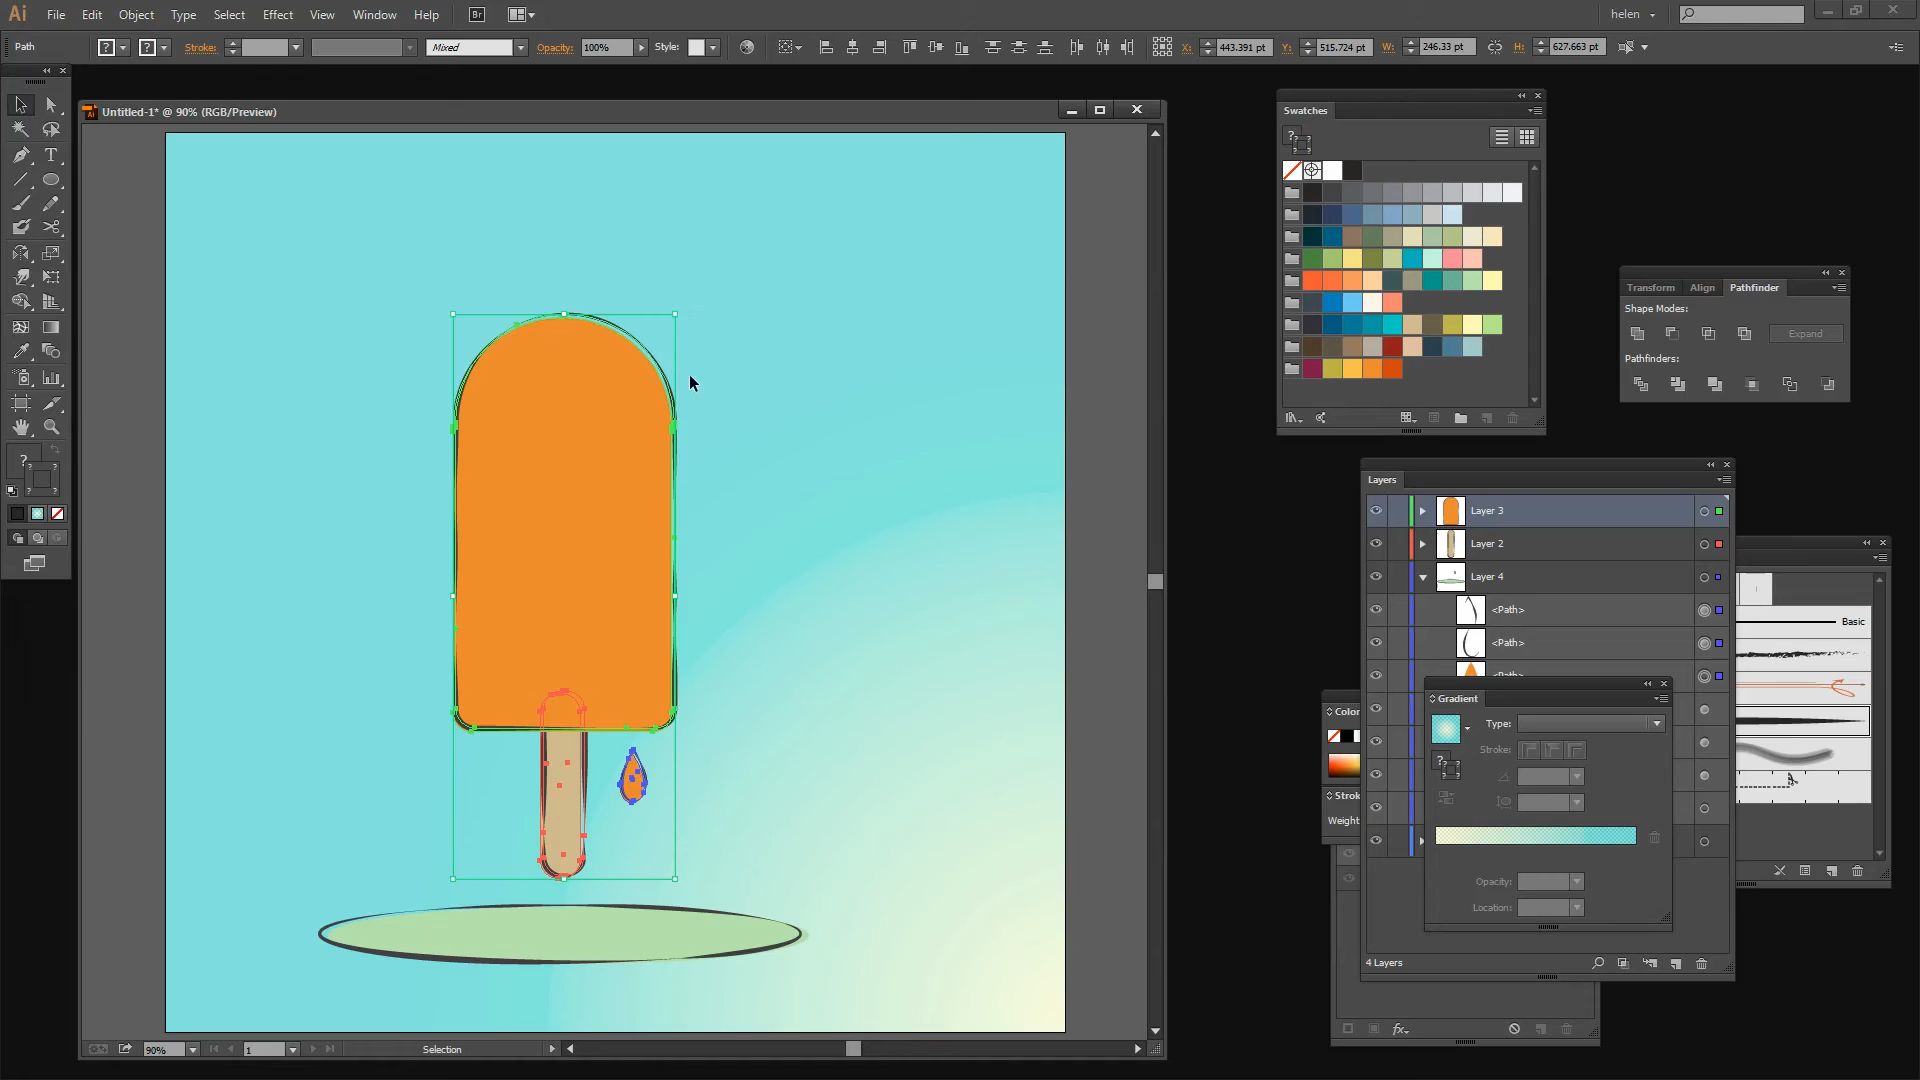 Ai File Edit Object Type Select Effect View Window Help Br helen
Path ? ? Stroke: Mixed Opacity: 100% Style: X: 443.391 pt Y: 515.724 pt W: 246.33 pt H: 627.663 pt
Untitled-1* @ 90% (RGB/Preview)
Swatches
?
Transform Align Pathfinder
Shape Modes:
Expand
Pathfinders:
T
?
Layers
Layer 3
Layer 2
Layer 4
<Path>
<Path>
<Path>
Basic
Gradient
Type:
Stroke:
?
Opacity:
Location:
Color
Strok
Weight
4 Layers
fx
90% 1 Selection